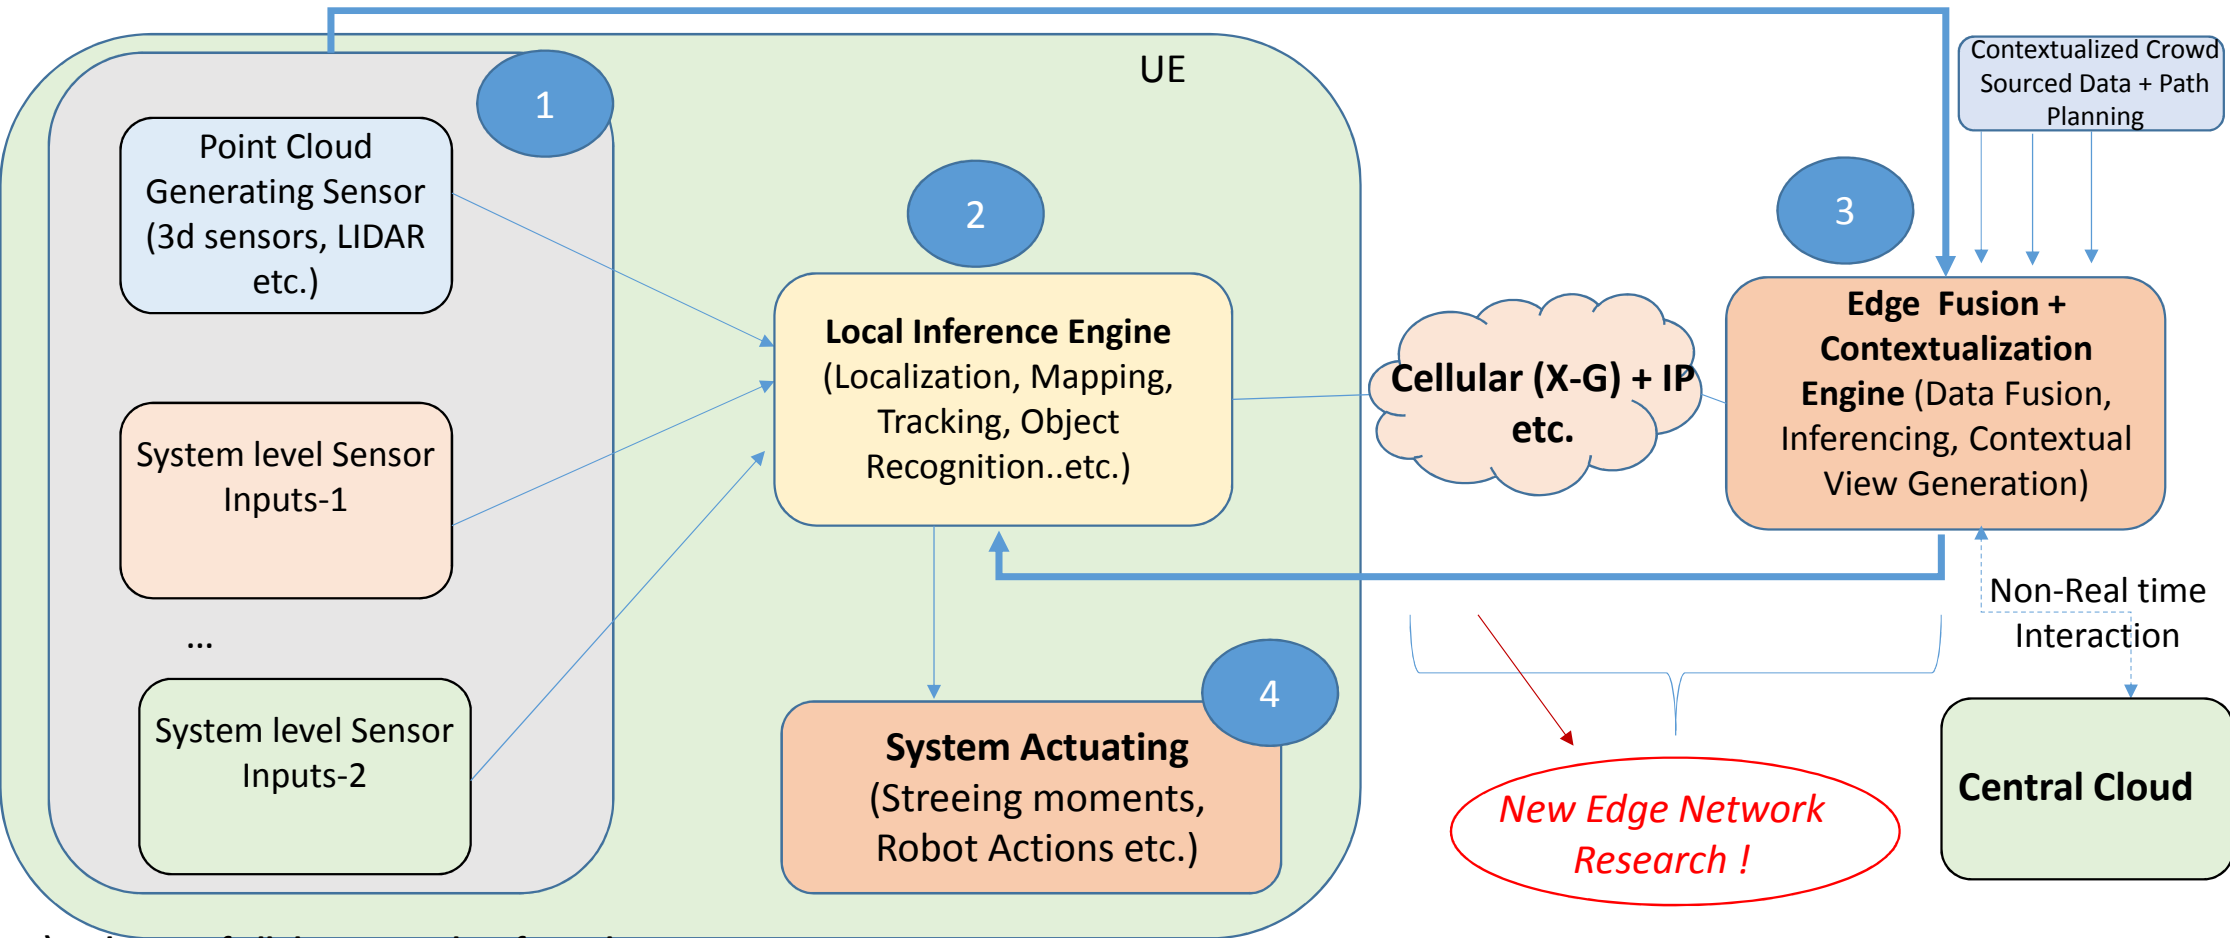 UE
1
Point Cloud
Generating Sensor
(3d sensors, LIDAR
etc.)
System level Sensor
Inputs-1
...
System level Sensor
Inputs-2
2
Local Inference Engine
(Localization, Mapping,
Tracking, Object
Recognition..etc.)
4
System Actuating
(Streeing moments,
Robot Actions etc.)
Cellular (X-G) + IP
etc.
3
Contextualized Crowd
Sourced Data + Path
Planning
Edge Fusion +
Contextualization
Engine (Data Fusion,
Inferencing, Contextual
View Generation)
Non-Real time
Interaction
New Edge Network
Research !
Central Cloud